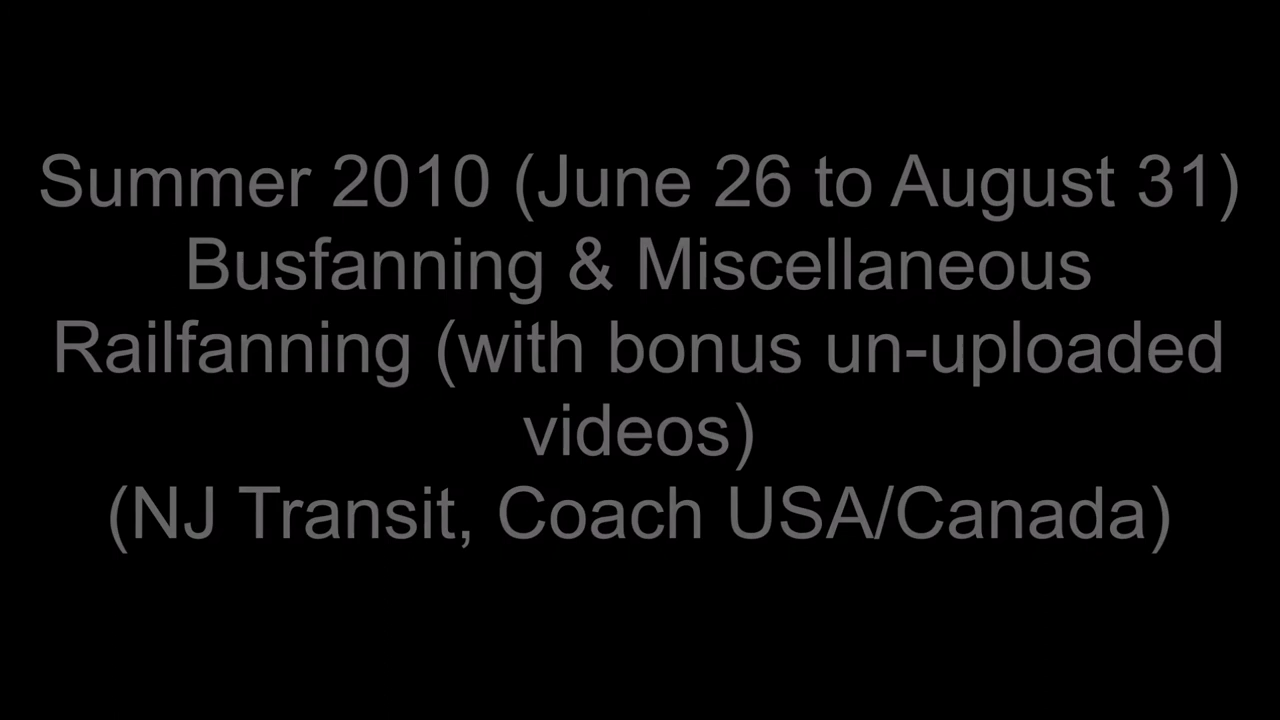 Summer 2010 (June 26 to August 31)
Busfanning & Miscellaneous
Railfanning (with bonus un-uploaded
videos)
(NJ Transit, Coach USA/Canada)